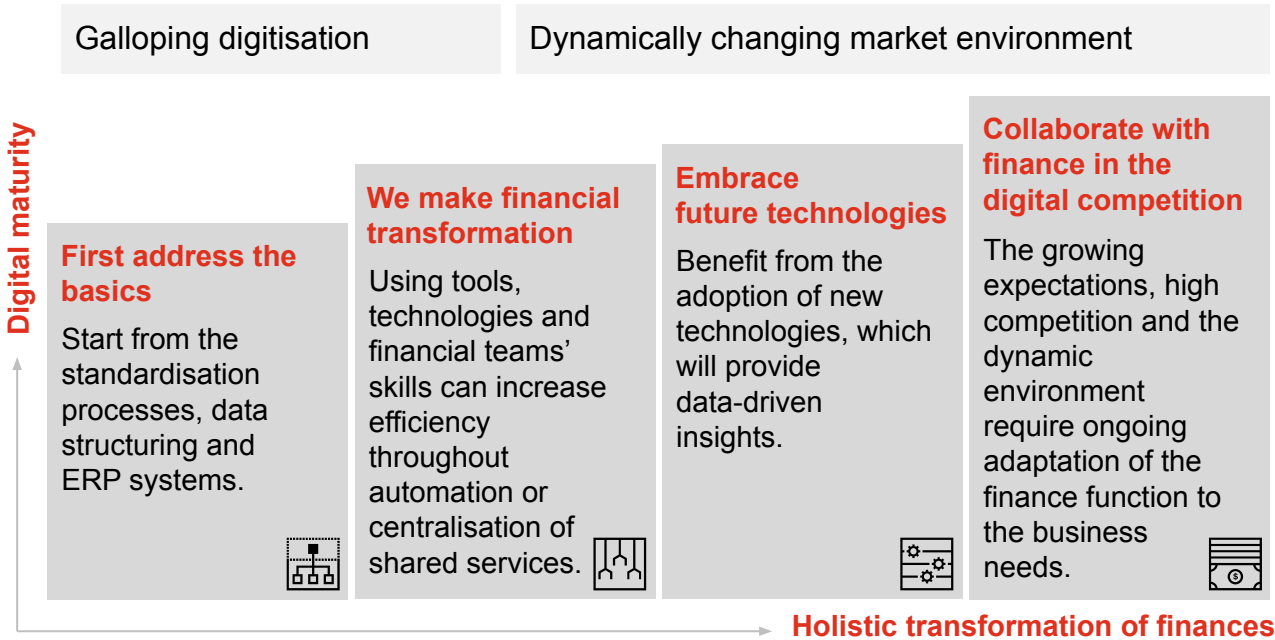 Galloping digitisation
Dynamically changing market environment
Digital maturity
First address the
basics
Start from the
standardisation
processes, data
structuring and
ERP systems.
We make financial
transformation
Using tools,
technologies and
financial teams’
skills can increase
efficiency
throughout
automation or
centralisation of
shared services.
Embrace
future technologies
Benefit from the
adoption of new
technologies, which
will provide
data-driven
insights.
Collaborate with
finance in the
digital competition
The growing
expectations, high
competition and the
dynamic
environment
require ongoing
adaptation of the
finance function to
the business
needs.
$
Holistic transformation of finances